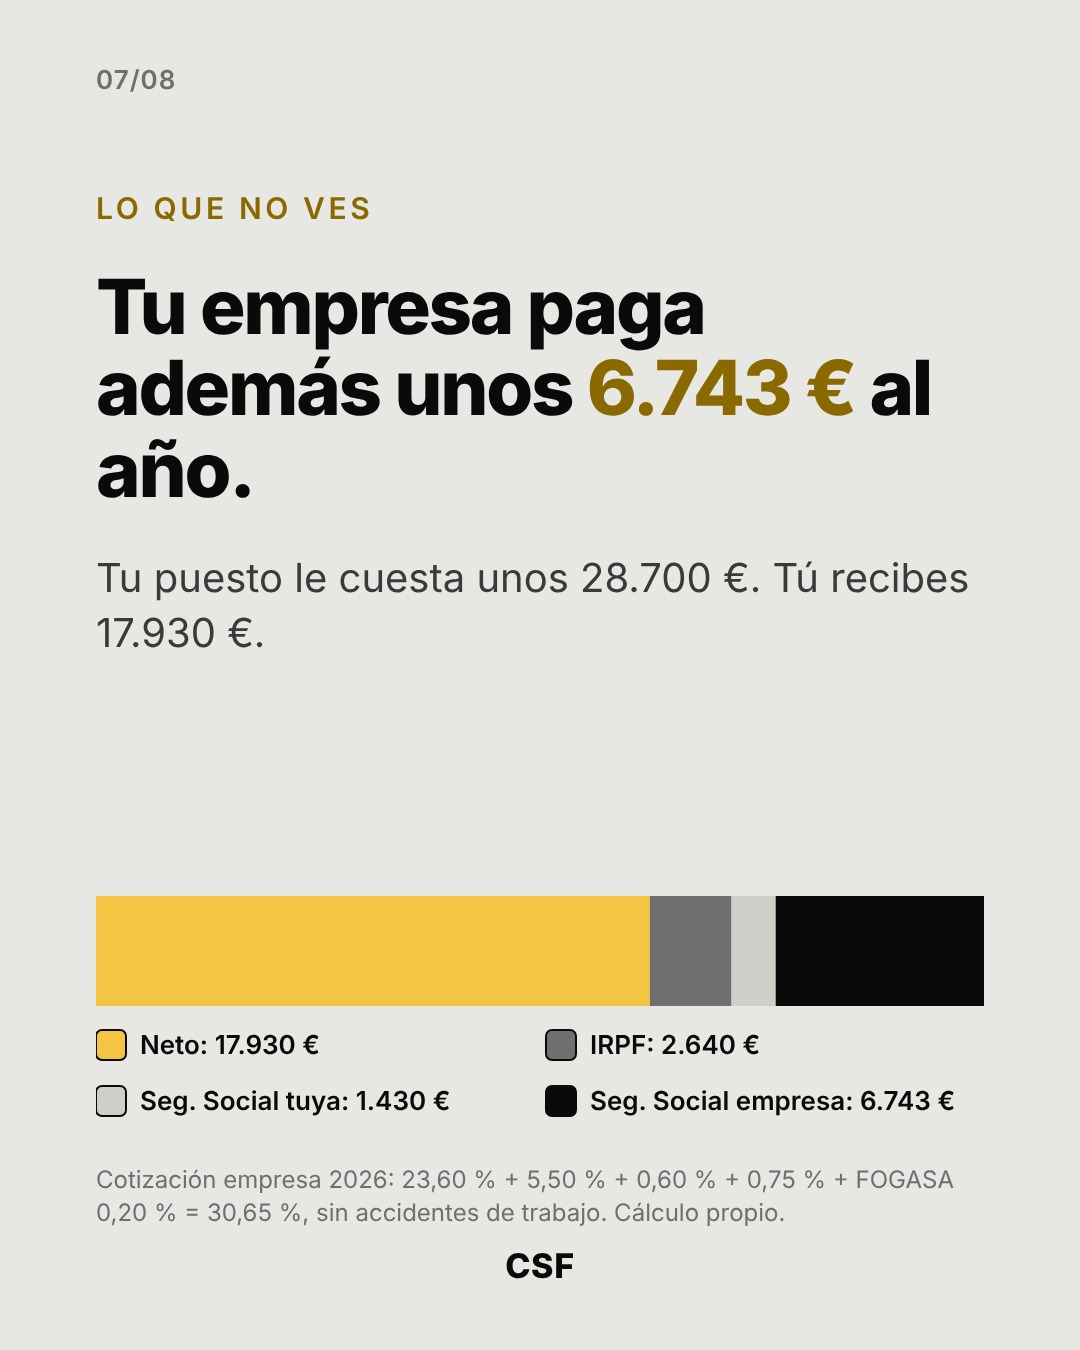 07/08
LO QUE NO VES
Tu empresa paga
además unos 6.743 € al
año.
Tu puesto le cuesta unos 28.700 €. Tú recibes
17.930 €.
Neto: 17.930 €
IRPF: 2.640 €
Seg. Social tuya: 1.430 €
Seg. Social empresa: 6.743 €
Cotización empresa 2026: 23,60 % + 5,50 % + 0,60 % + 0,75 % + FOGASA
0,20 % = 30,65 %, sin accidentes de trabajo. Cálculo propio.
CSF